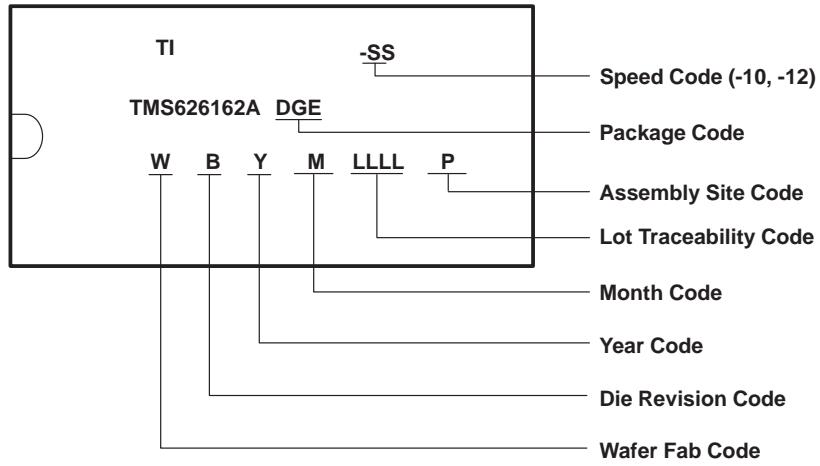 TI -SS
Speed Code (-10, -12)
TMS626162A DGE
Package Code
W B Y M LLLL P
Assembly Site Code
Lot Traceability Code
Month Code
Year Code
Die Revision Code
Wafer Fab Code